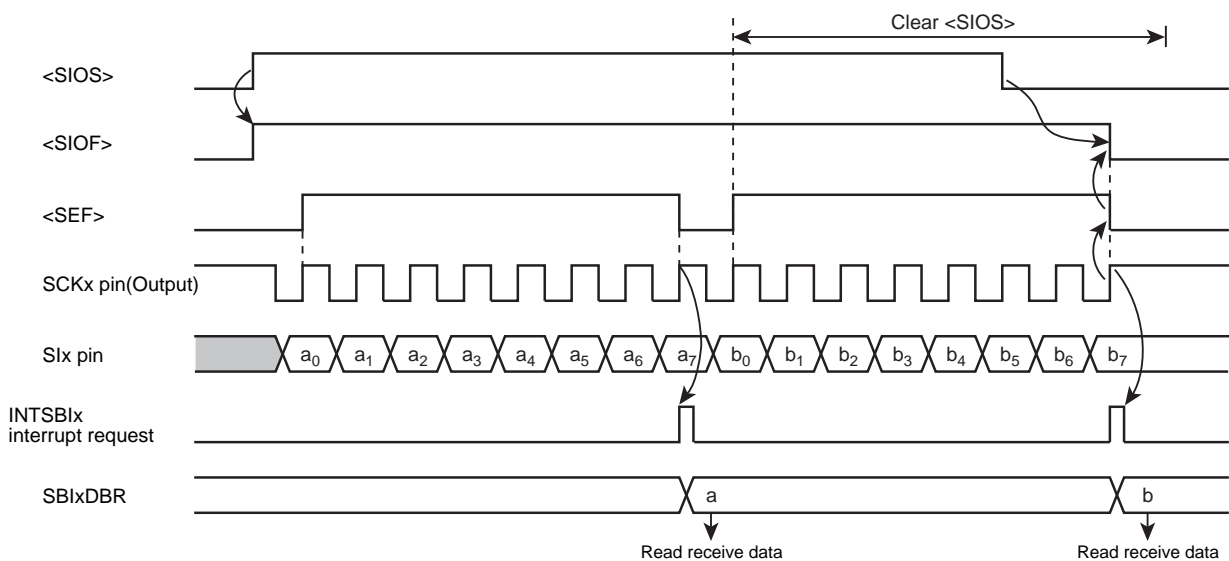 Clear <SIOS>
<SIOS>
<SIOF>
<SEF>
SCKx pin(Output)
SIx pin
a0 a1 a2 a3 a4 a5 a6 a7 b0 b1 b2 b3 b4 b5 b6 b7
INTSBIx
interrupt request
SBIxDBR
a
b
Read receive data
Read receive data